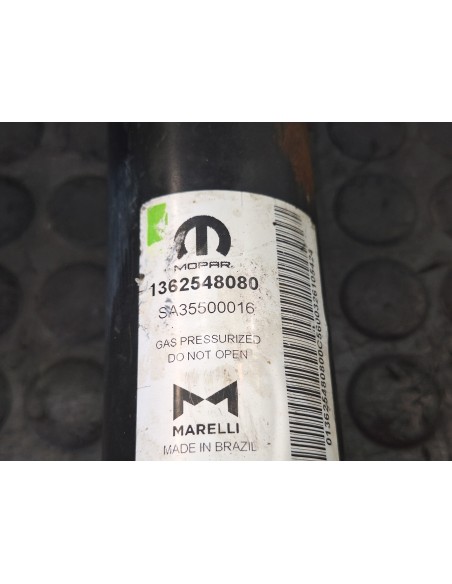 MOPAR
1362548080
SA35500016
GAS PRESSURIZED
DO NOT OPEN
MARELLI
MADE IN BRAZIL